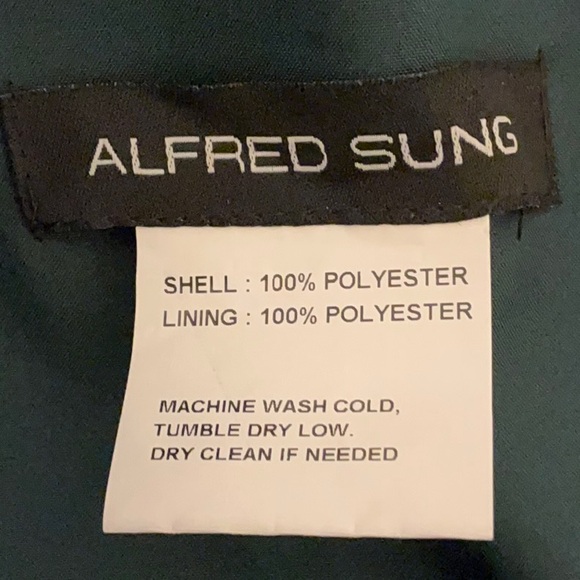 ALFRED SUNG
SHELL : 100% POLYESTER
LINING : 100% POLYESTER
MACHINE WASH COLD,
TUMBLE DRY LOW.
DRY CLEAN IF NEEDED